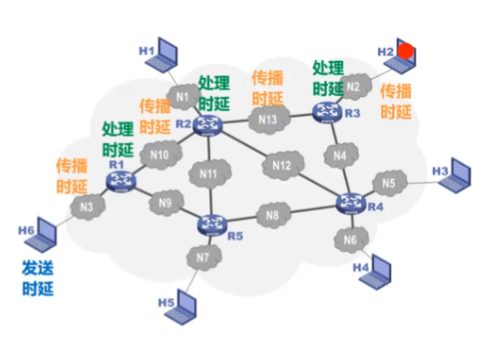 H1
H2
处理
时延
传播
时延
处理
时延
N1
N2
传播
时延
传播
时延
R2
N13
R3
处理
时延
N10
N12
N4
传播
时延
R1
N11
N5
H3
N3
N9
R4
H6
R5
N8
N6
发送
时延
N7
H4
H5